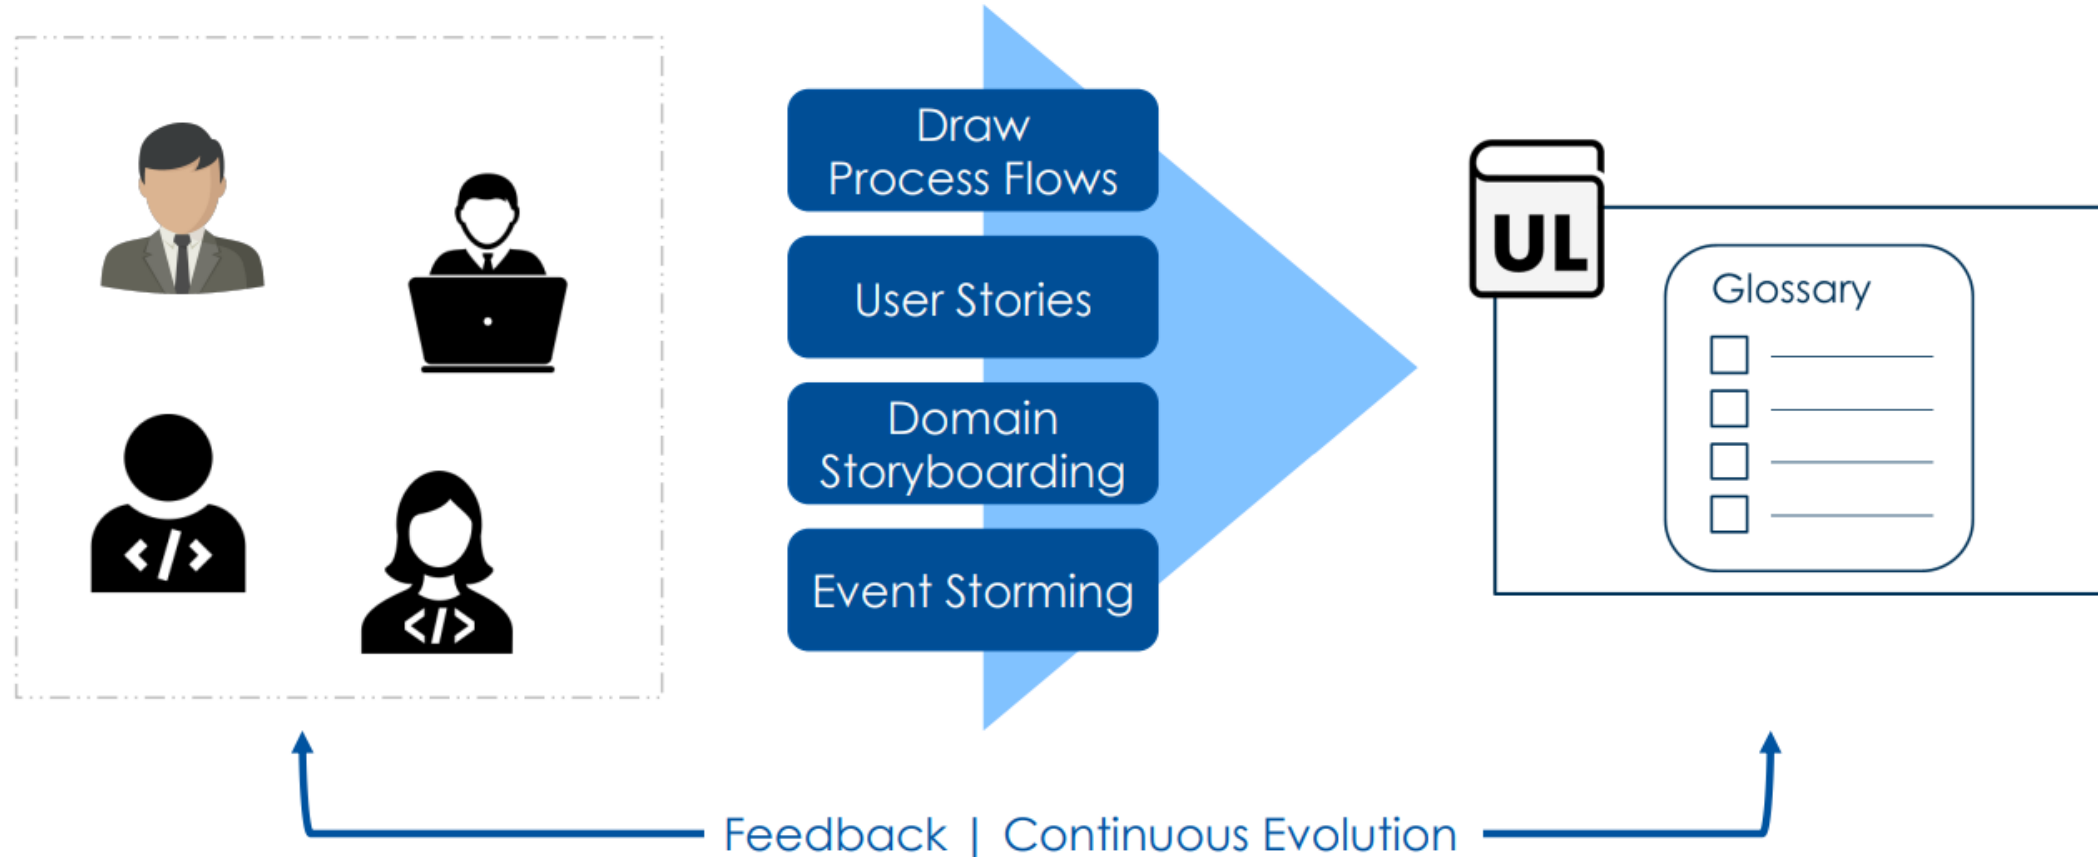 Draw
Process Flows
User Stories
Domain
Storyboarding
Event Storming
UL
Glossary
</>
</>
Feedback | Continuous Evolution